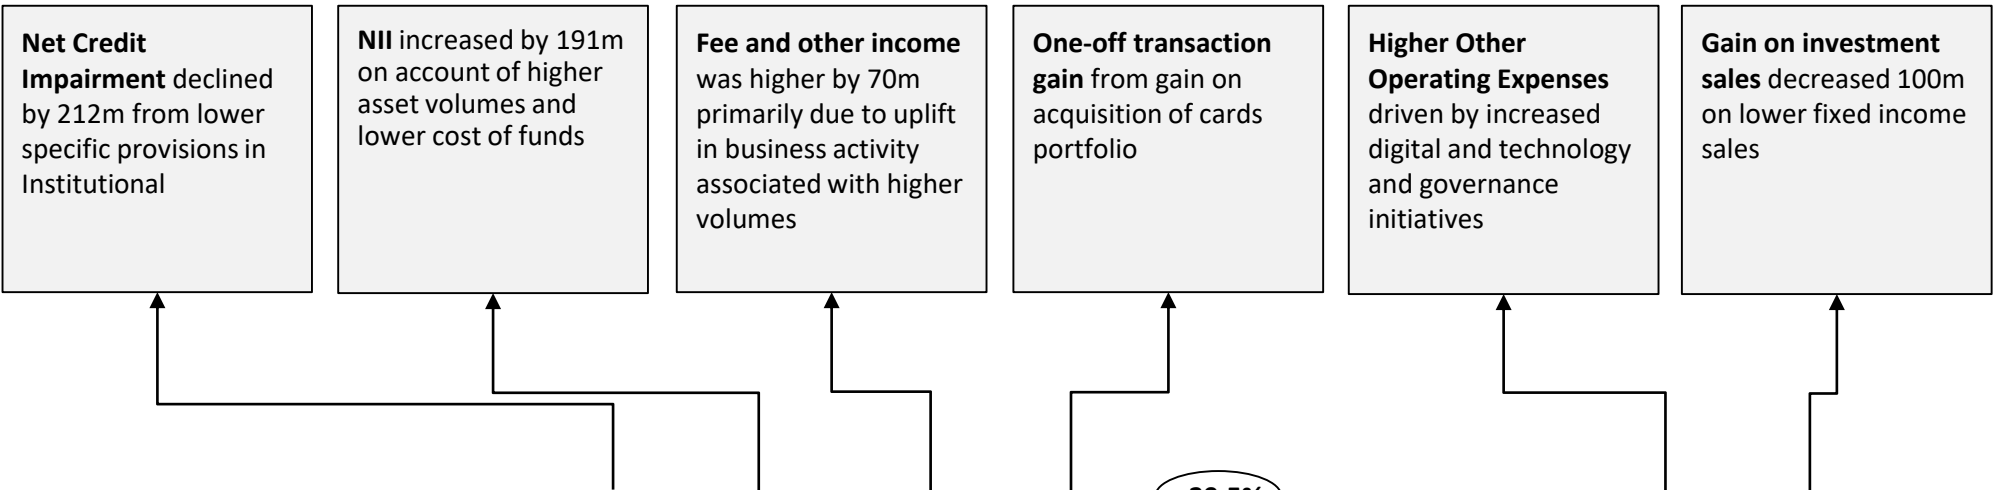 Net Credit
Impairment declined
by 212m from lower
specific provisions in
Institutional
NII increased by 191m
on account of higher
asset volumes and
lower cost of funds
Fee and other income
was higher by 70m
primarily due to uplift
in business activity
associated with higher
volumes
One-off transaction
gain from gain on
acquisition of cards
portfolio
Higher Other
Operating Expenses
driven by increased
digital and technology
and governance
initiatives
Gain on investment
sales decreased 100m
on lower fixed income
sales